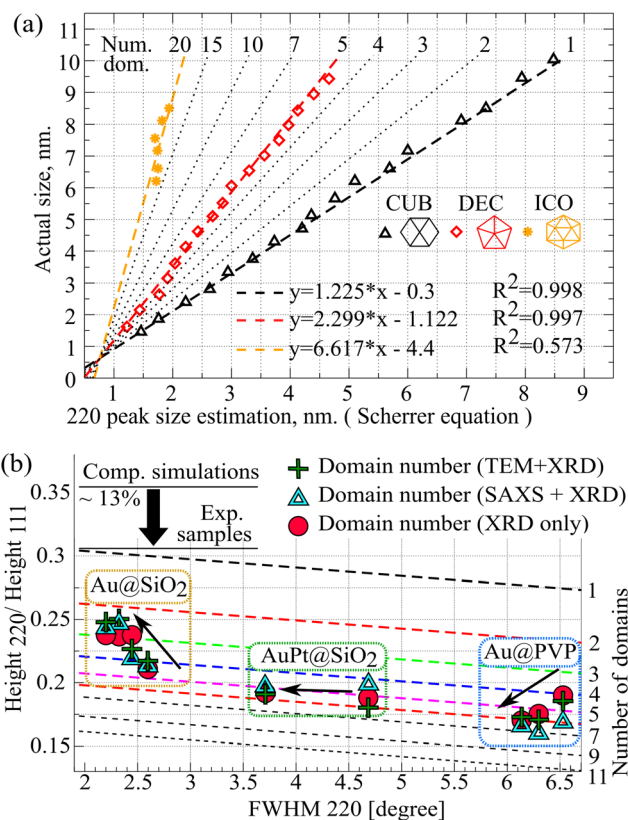 (a)
Num. dom.
20 15 10 7 5 4 3 2 1
11
10
9
8
7
6
5
4
3
2
1
0
Actual size, nm.
CUB DEC ICO
y=1.225*x - 0.3 R²=0.998
y=2.299*x - 1.122 R²=0.997
y=6.617*x - 4.4 R²=0.573
1 2 3 4 5 6 7 8 9
220 peak size estimation, nm. ( Scherrer equation )
(b)
Comp. simulations
~ 13%
Exp.
samples
Domain number (TEM+XRD)
Domain number (SAXS + XRD)
Domain number (XRD only)
0.35
0.3
0.25
0.2
0.15
Height 220/ Height 111
Au@SiO₂
AuPt@SiO₂
Au@PVP
1
2
3
4
5
7
9
11
Number of domains
2 2.5 3 3.5 4 4.5 5 5.5 6 6.5
FWHM 220 [degree]